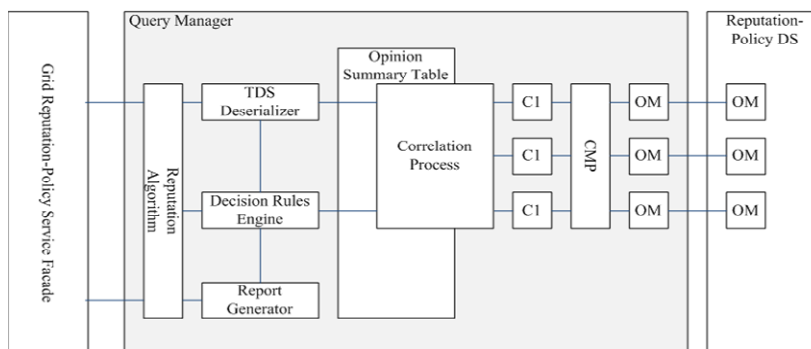 Query Manager
Reputation-
Policy DS
Grid Reputation-Policy Service Facade
Reputation
Algorithm
TDS
Deserializer
Decision Rules
Engine
Report
Generator
Opinion
Summary Table
Correlation
Process
C1
C1
C1
CMP
OM
OM
OM
OM
OM
OM